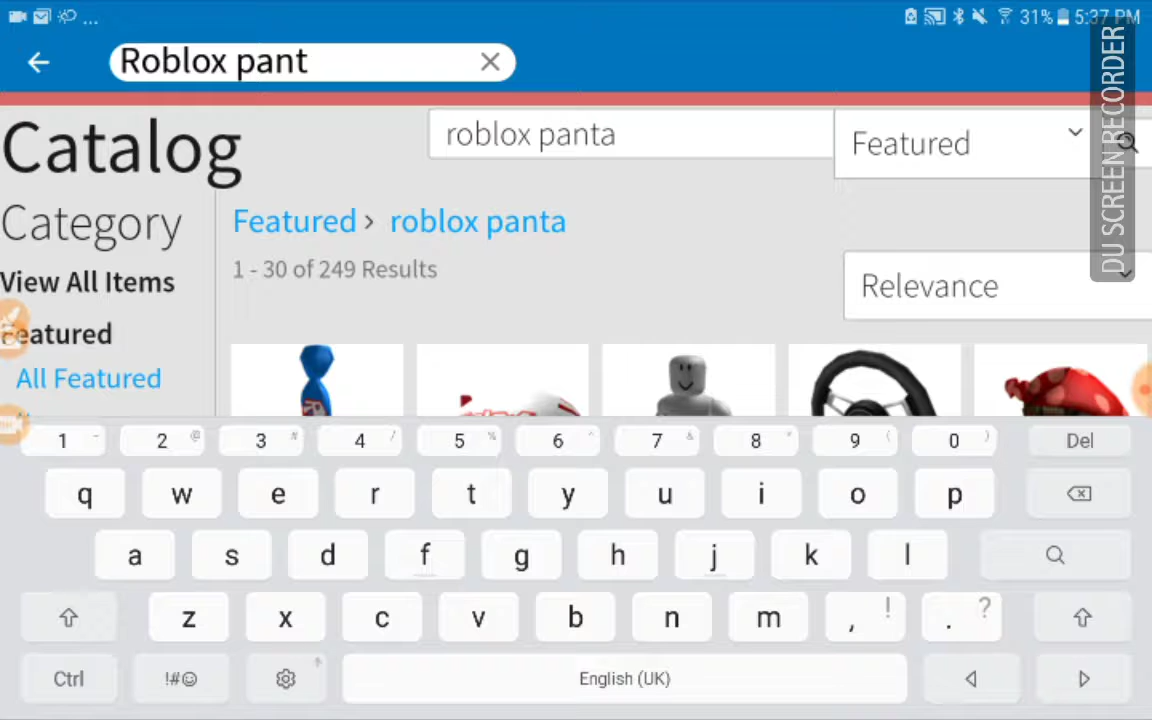 ... 31% 5:37 PM
Roblox pant
DU SCREEN RECORDER
Catalog
roblox panta
Featured
Category
Featured › roblox panta
View All Items
1 - 30 of 249 Results
Relevance
Featured
All Featured
1 - 2 @ 3 # 4 / 5 % 6 ^ 7 & 8 * 9 ( 0 ) Del
q w e r t y u i o p
a s d f g h j k l
z x c v b n m , ! . ?
Ctrl !#☺ English (UK)